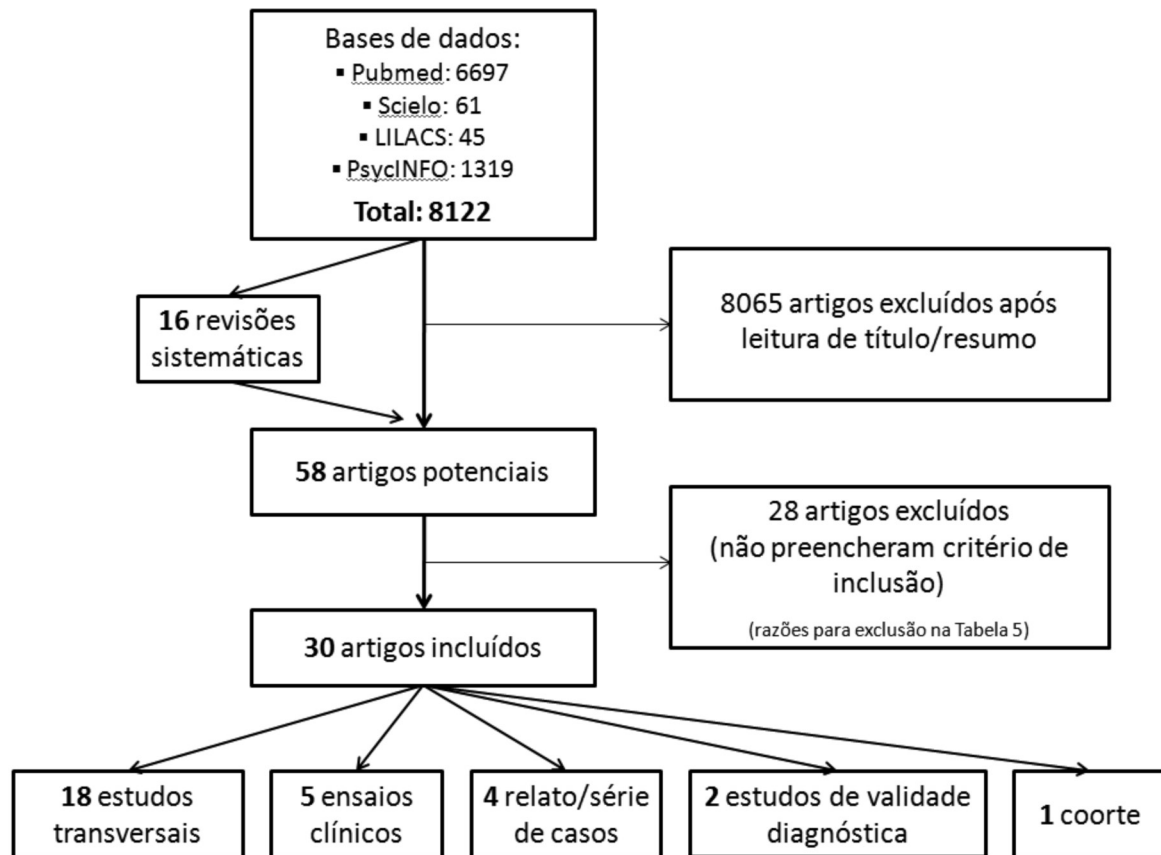 Bases de dados:
▪ Pubmed: 6697
▪ Scielo: 61
▪ LILACS: 45
▪ PsycINFO: 1319
Total: 8122
16 revisões
sistemáticas
8065 artigos excluídos após
leitura de título/resumo
58 artigos potenciais
28 artigos excluídos
(não preencheram critério de
inclusão)
(razões para exclusão na Tabela 5)
30 artigos incluídos
18 estudos
transversais
5 ensaios
clínicos
4 relato/série
de casos
2 estudos de validade
diagnóstica
1 coorte